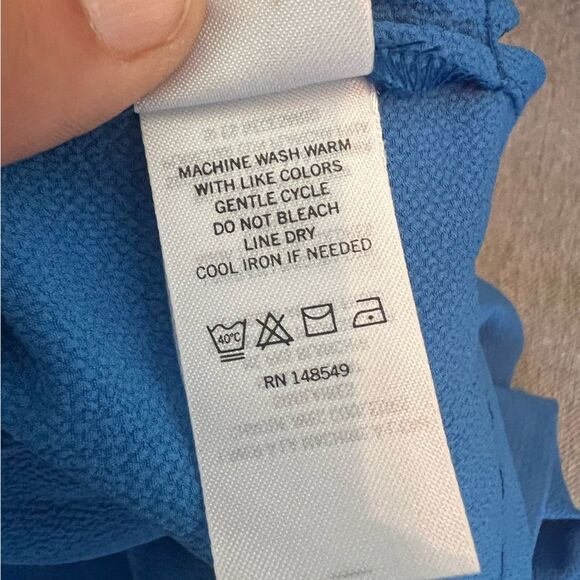 MACHINE WASH WARM
WITH LIKE COLORS
GENTLE CYCLE
DO NOT BLEACH
LINE DRY
COOL IRON IF NEEDED
40°C
RN 148549